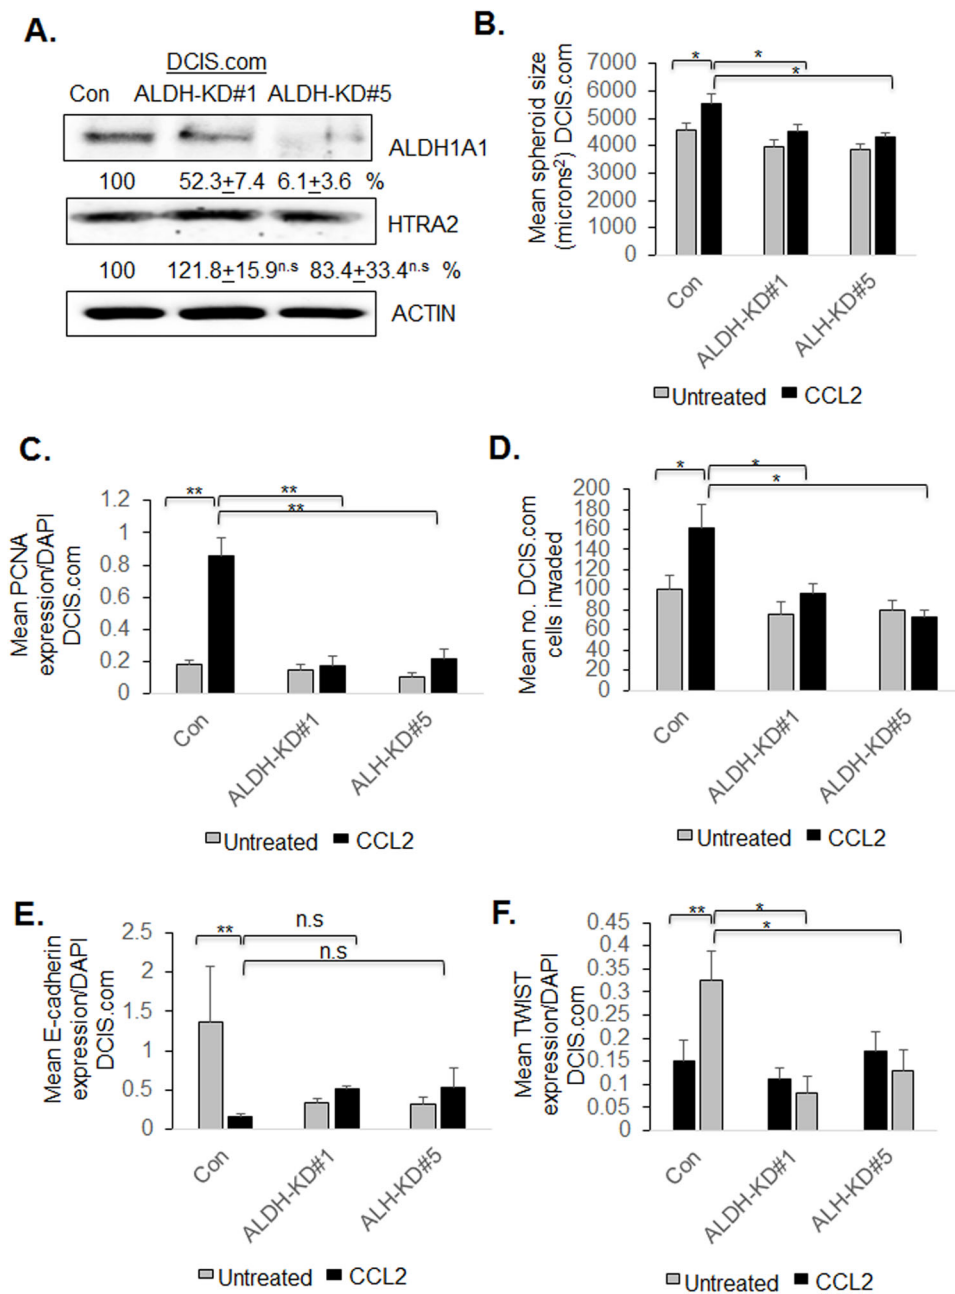 A.
DCIS.com
Con ALDH-KD#1 ALDH-KD#5
ALDH1A1
100 52.3±7.4 6.1±3.6 %
HTRA2
100 121.8±15.9n.s 83.4±33.4n.s %
ACTIN
B.
Mean spheroid size
(microns²) DCIS.com
7000
6000
5000
4000
3000
2000
1000
0
*
*
*
Con
ALDH-KD#1
ALH-KD#5
Untreated CCL2
C.
Mean PCNA
expression/DAPI
DCIS.com
1.2
1
0.8
0.6
0.4
0.2
0
**
**
**
Con
ALDH-KD#1
ALH-KD#5
Untreated CCL2
D.
Mean no. DCIS.com
cells invaded
200
180
160
140
120
100
80
60
40
20
0
*
*
*
Con
ALDH-KD#1
ALDH-KD#5
Untreated CCL2
E.
Mean E-cadherin
expression/DAPI
DCIS.com
2.5
2
1.5
1
0.5
0
**
n.s
n.s
Con
ALDH-KD#1
ALH-KD#5
Untreated CCL2
F.
Mean TWIST
expression/DAPI
DCIS.com
0.45
0.4
0.35
0.3
0.25
0.2
0.15
0.1
0.05
0
**
*
*
Con
ALDH-KD#1
ALH-KD#5
Untreated CCL2